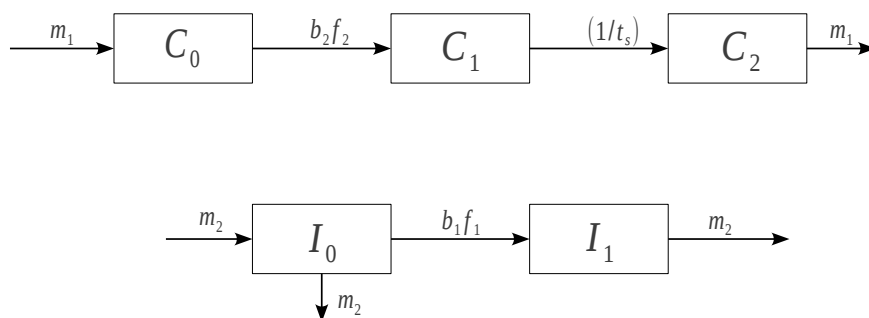 m₁ C₀ b₂f₂ C₁ (1/tₛ) C₂ m₁
m₂ I₀ b₁f₁ I₁ m₂
m₂